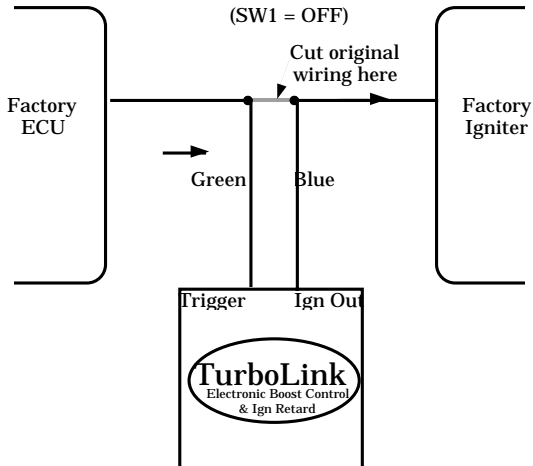 (SW1 = OFF)
Cut original
wiring here
Factory
ECU
Factory
Igniter
Green
Blue
Trigger
Ign Out
TurboLink
Electronic Boost Control
& Ign Retard